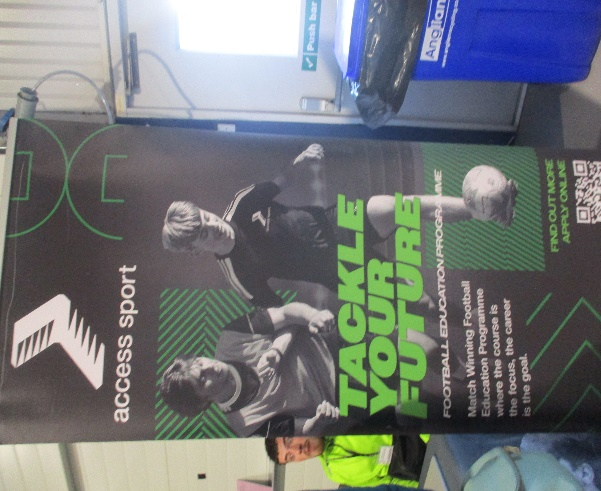 access sport
TACKLE
YOUR
FUTURE
FOOTBALL EDUCATION PROGRAMME
Match Winning Football
Education Programme
where the course is
the focus, the career
is the goal.
FIND OUT MORE
APPLY ONLINE
Push bar